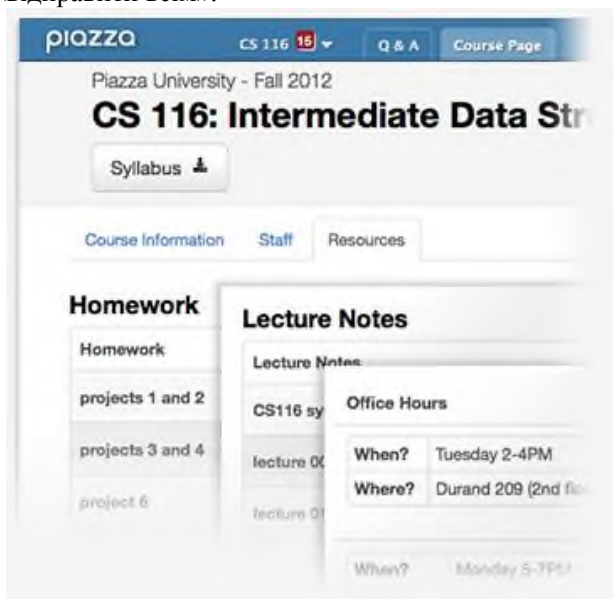 piazza CS 116 15 Q & A Course Page
Piazza University - Fall 2012
CS 116: Intermediate Data Str
Syllabus
Course Information Staff Resources
Homework
Homework
projects 1 and 2
projects 3 and 4
project 6
Lecture Notes
Lecture Notes
CS116 sy
lecture 00
lecture 01
Office Hours
When? Tuesday 2-4PM
Where? Durand 209 (2nd
When? Monday 5-7PM